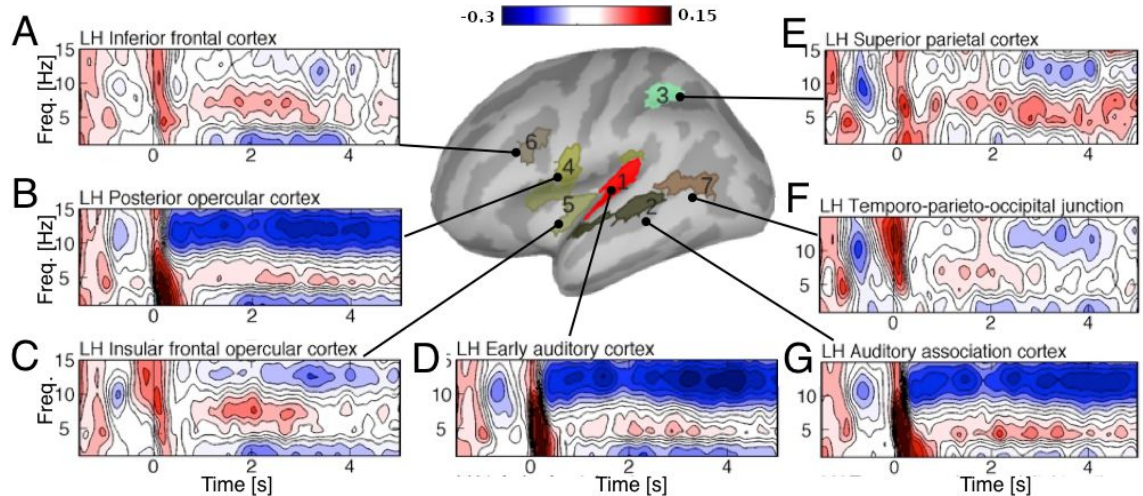 -0.3 0.15
A LH Inferior frontal cortex
Freq. [Hz]
15
10
5
0 2 4
B LH Posterior opercular cortex
Freq. [Hz]
15
10
5
0 2 4
C LH Insular frontal opercular cortex
Freq.
15
10
5
0 2 4
Time [s]
D LH Early auditory cortex
15
10
5
0 2 4
Time [s]
E LH Superior parietal cortex
15
10
5
0 2 4
F LH Temporo-parieto-occipital junction
10
5
0 2 4
G LH Auditory association cortex
10
5
0 2 4
Time [s]
3
6
4
1
7
5
2